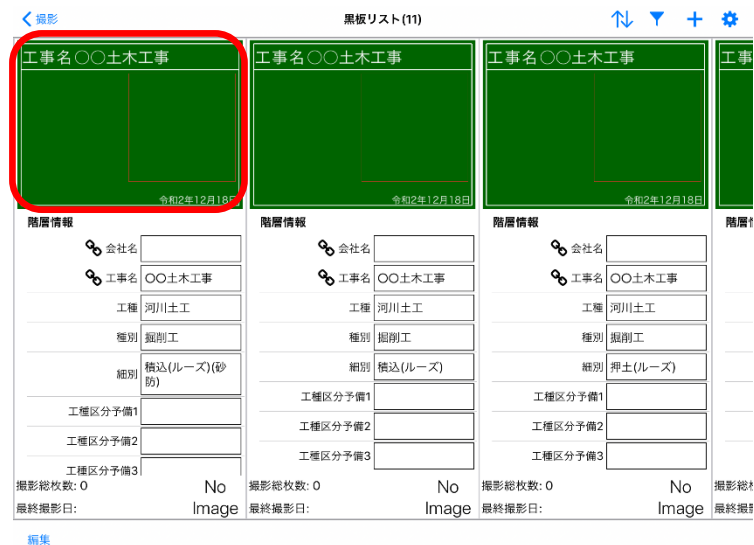 撮影
黒板リスト(11)
工事名○○土木工事
令和2年12月18日
階層情報
会社名
工事名 〇〇土木工事
工種 河川土工
種別 掘削工
細別 積込(ルーズ)(砂防)
工種区分予備1
工種区分予備2
工種区分予備3
撮影総枚数: 0
最終撮影日:
No
Image
工事名○○土木工事
令和2年12月18日
階層情報
会社名
工事名 〇〇土木工事
工種 河川土工
種別 掘削工
細別 積込(ルーズ)
工種区分予備1
工種区分予備2
工種区分予備3
撮影総枚数: 0
最終撮影日:
No
Image
工事名○○土木工事
令和2年12月18日
階層情報
会社名
工事名 〇〇土木工事
工種 河川土工
種別 掘削工
細別 押土(ルーズ)
工種区分予備1
工種区分予備2
工種区分予備3
撮影総枚数: 0
最終撮影日:
No
Image
工事
階層
撮影総
最終撮
編集